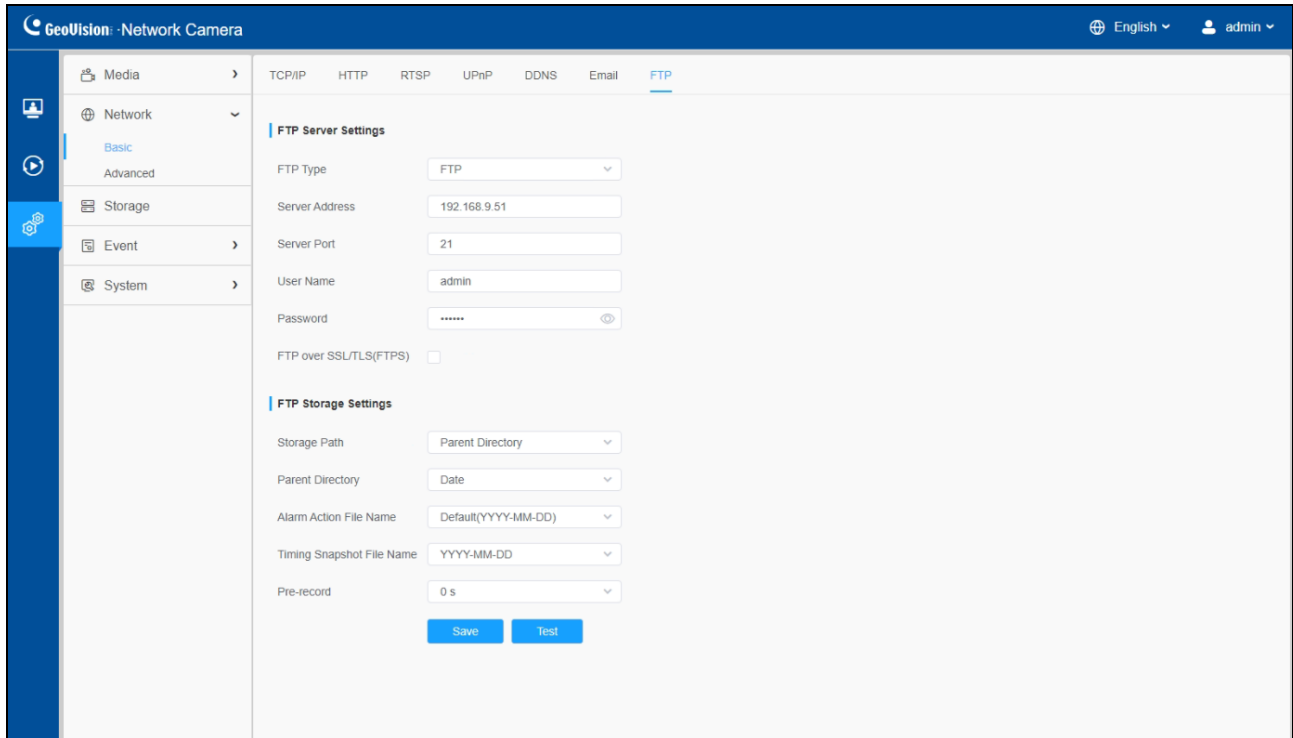 GeoVision: -Network Camera
English
admin
Media
Network
Basic
Advanced
Storage
Event
System
TCP/IP HTTP RTSP UPnP DDNS Email FTP
FTP Server Settings
FTP Type FTP
Server Address 192.168.9.51
Server Port 21
User Name admin
Password ••••••
FTP over SSL/TLS(FTPS)
FTP Storage Settings
Storage Path Parent Directory
Parent Directory Date
Alarm Action File Name Default(YYYY-MM-DD)
Timing Snapshot File Name YYYY-MM-DD
Pre-record 0 s
Save Test